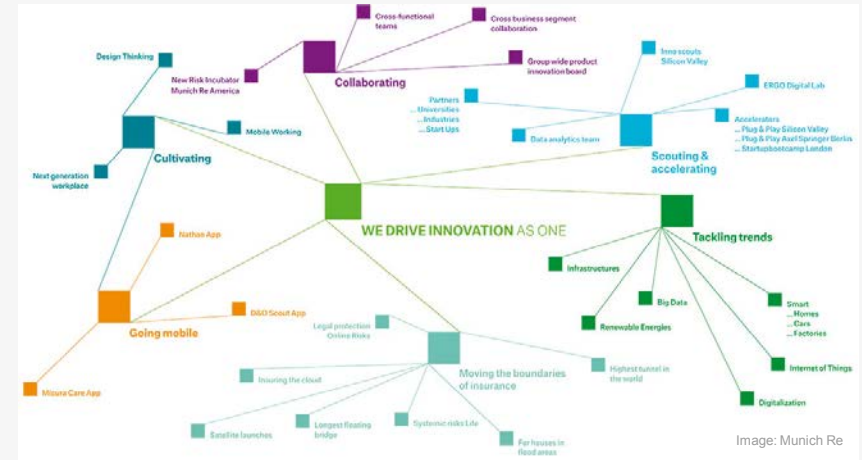 Cross-functional
teams
Cross business segment
collaboration
Group wide product
innovation board
New Risk Incubator
Munich Re America
Collaborating
Design Thinking
Mobile Working
Next generation
workplace
Cultivating
Inno scouts
Silicon Valley
ERGO Digital Lab
Partners
... Universities
... Industries
... Start Ups
Data analytics team
Accelerators
... Plug & Play Silicon Valley
... Plug & Play Axel Springer Berlin
... Startupbootcamp London
Scouting &
accelerating
WE DRIVE INNOVATION AS ONE
Tackling trends
Infrastructures
Big Data
Renewable Energies
Smart
... Homes
... Cars
... Factories
Internet of Things
Digitalization
Nathan App
D&O Scout App
Going mobile
Misura Care App
Legal protection
Online Risks
Moving the boundaries
of insurance
Highest tunnel in
the world
Insuring the cloud
Satellite launches
Longest floating
bridge
Systemic risks Life
For houses in
flood areas
Image: Munich Re